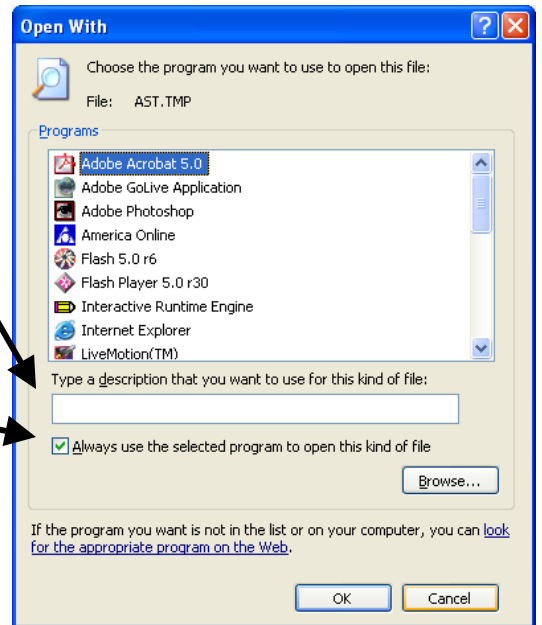 Open With
Choose the program you want to use to open this file:
File: AST.TMP
Programs
Adobe Acrobat 5.0
Adobe GoLive Application
Adobe Photoshop
America Online
Flash 5.0 r6
Flash Player 5.0 r30
Interactive Runtime Engine
Internet Explorer
LiveMotion(TM)
Type a description that you want to use for this kind of file:
Always use the selected program to open this kind of file
Browse...
If the program you want is not in the list or on your computer, you can look
for the appropriate program on the Web.
OK Cancel